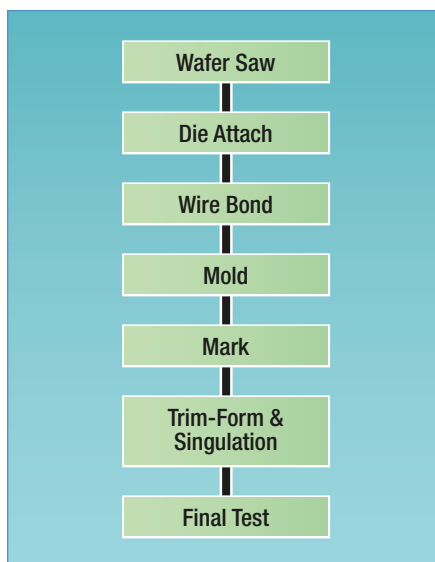 Wafer Saw
Die Attach
Wire Bond
Mold
Mark
Trim-Form &
Singulation
Final Test